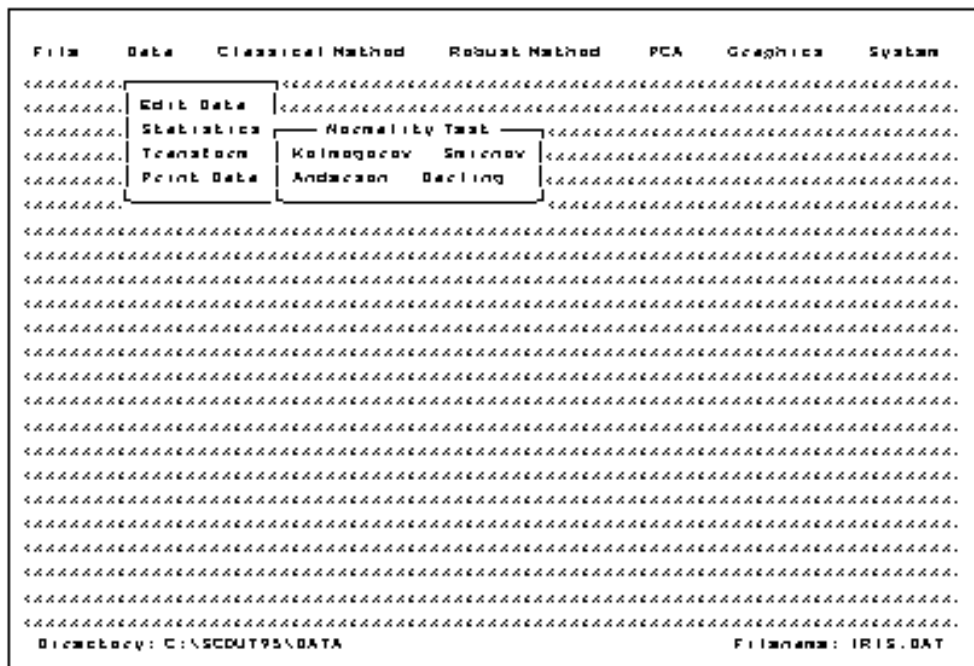 File Data Classical Method Robust Method PCA Graphics System
Edit Data
Statistics
Transform
Print Data
Normality Test
Kolmogorov Smirnov
Anderson Darling
Directory: C:\SCOUT95\DATA
Filename: IRIS.DAT